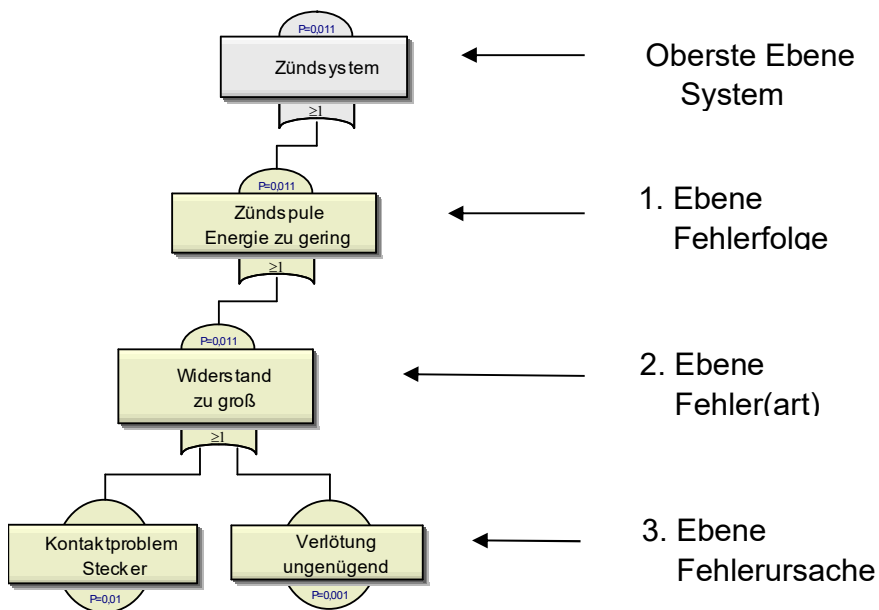 P=0,011
Zündsystem
≥1
Oberste Ebene
System
P=0,011
Zündspule
Energie zu gering
≥1
1. Ebene
Fehlerfolge
P=0,011
Widerstand
zu groß
≥1
2. Ebene
Fehler(art)
Kontaktproblem
Stecker
P=0,01
Verlötung
ungenügend
P=0,001
3. Ebene
Fehlerursache